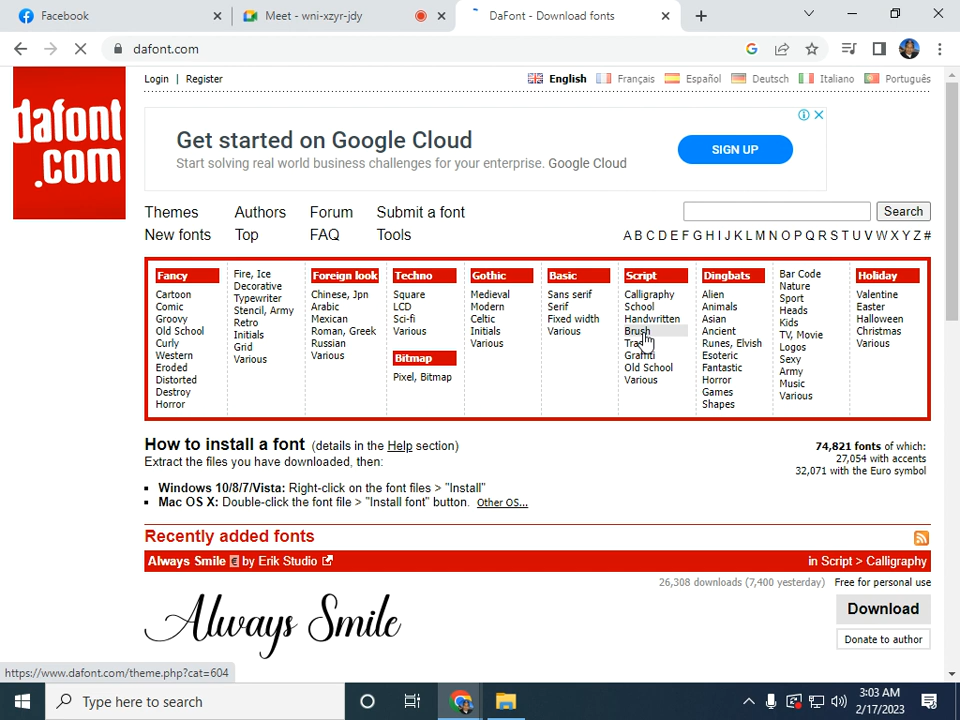 Facebook
Meet - wni-xzyr-jdy
DaFont - Download fonts
dafont.com
dafont
.com
Login | Register
English Français Español Deutsch Italiano Português
Get started on Google Cloud
Start solving real world business challenges for your enterprise. Google Cloud
SIGN UP
Themes Authors Forum Submit a font
Search
New fonts Top FAQ Tools
A B C D E F G H I J K L M N O P Q R S T U V W X Y Z #
Fancy
Cartoon
Comic
Groovy
Old School
Curly
Western
Eroded
Distorted
Destroy
Horror
Fire, Ice
Decorative
Typewriter
Stencil, Army
Retro
Initials
Grid
Various
Foreign look
Chinese, Jpn
Arabic
Mexican
Roman, Greek
Russian
Various
Techno
Square
LCD
Sci-fi
Various
Bitmap
Pixel, Bitmap
Gothic
Medieval
Modern
Celtic
Initials
Various
Basic
Sans serif
Serif
Fixed width
Various
Script
Calligraphy
School
Handwritten
Brush
Graffiti
Old School
Various
Dingbats
Alien
Animals
Asian
Ancient
Runes, Elvish
Esoteric
Fantastic
Horror
Games
Shapes
Bar Code
Nature
Sport
Heads
Kids
TV, Movie
Logos
Sexy
Army
Music
Various
Holiday
Valentine
Easter
Halloween
Christmas
Various
How to install a font (details in the Help section)
Extract the files you have downloaded, then:
Windows 10/8/7/Vista: Right-click on the font files > "Install"
Mac OS X: Double-click the font file > "Install font" button. Other OS...
74,821 fonts of which:
27,054 with accents
32,071 with the Euro symbol
Recently added fonts
Always Smile € by Erik Studio
in Script > Calligraphy
26,308 downloads (7,400 yesterday) Free for personal use
Always Smile
Download
Donate to author
https://www.dafont.com/theme.php?cat=604
Type here to search
3:03 AM
2/17/2023